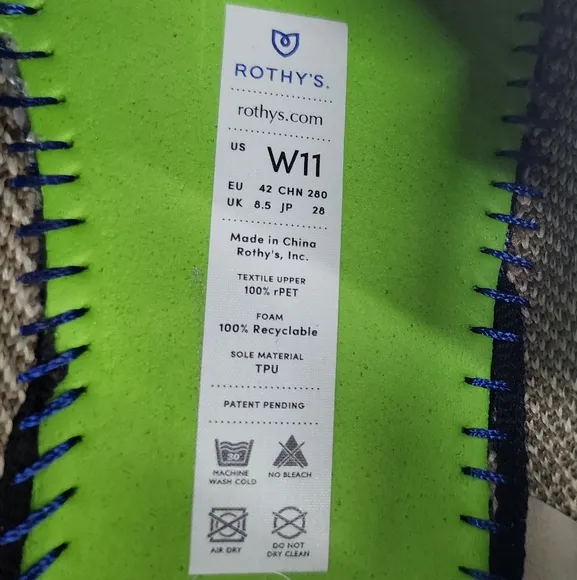 ROTHY'S.
rothys.com
US W11
EU 42 CHN 280
UK 8.5 JP 28
Made in China
Rothy's, Inc.
TEXTILE UPPER
100% rPET
FOAM
100% Recyclable
SOLE MATERIAL
TPU
PATENT PENDING
30°
MACHINE WASH COLD
NO BLEACH
AIR DRY
DO NOT DRY CLEAN